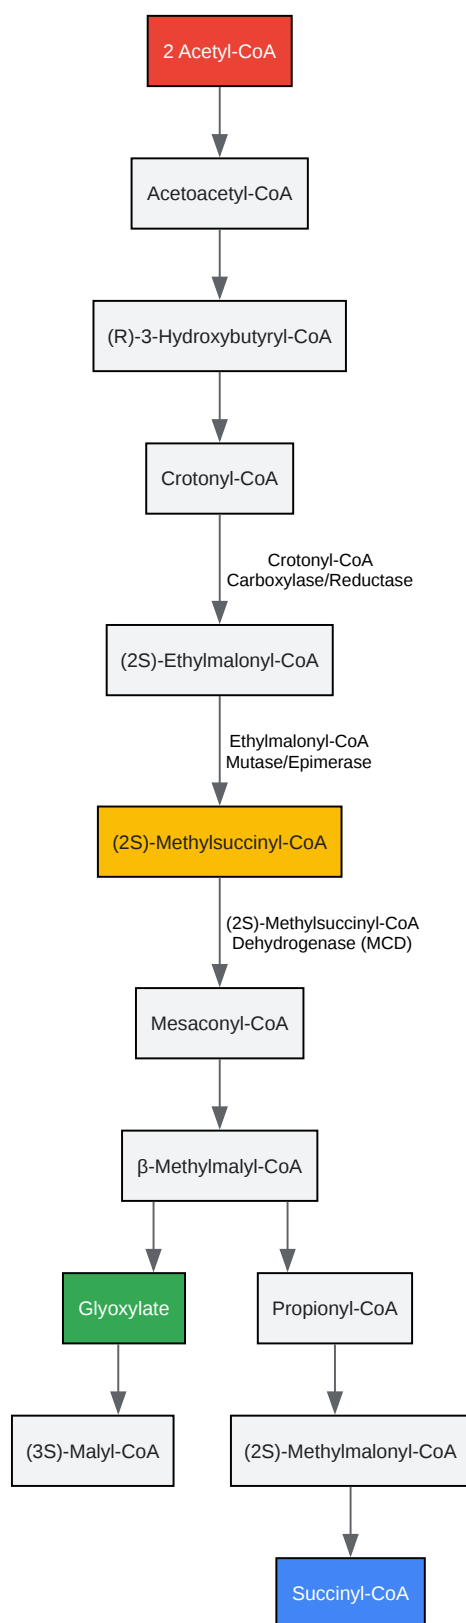 2 Acetyl-CoA
Acetoacetyl-CoA
(R)-3-Hydroxybutyryl-CoA
Crotonyl-CoA
Crotonyl-CoA
Carboxylase/Reductase
(2S)-Ethylmalonyl-CoA
Ethylmalonyl-CoA
Mutase/Epimerase
(2S)-Methylsuccinyl-CoA
(2S)-Methylsuccinyl-CoA
Dehydrogenase (MCD)
Mesaconyl-CoA
β-Methylmalyl-CoA
Glyoxylate
Propionyl-CoA
(3S)-Malyl-CoA
(2S)-Methylmalonyl-CoA
Succinyl-CoA